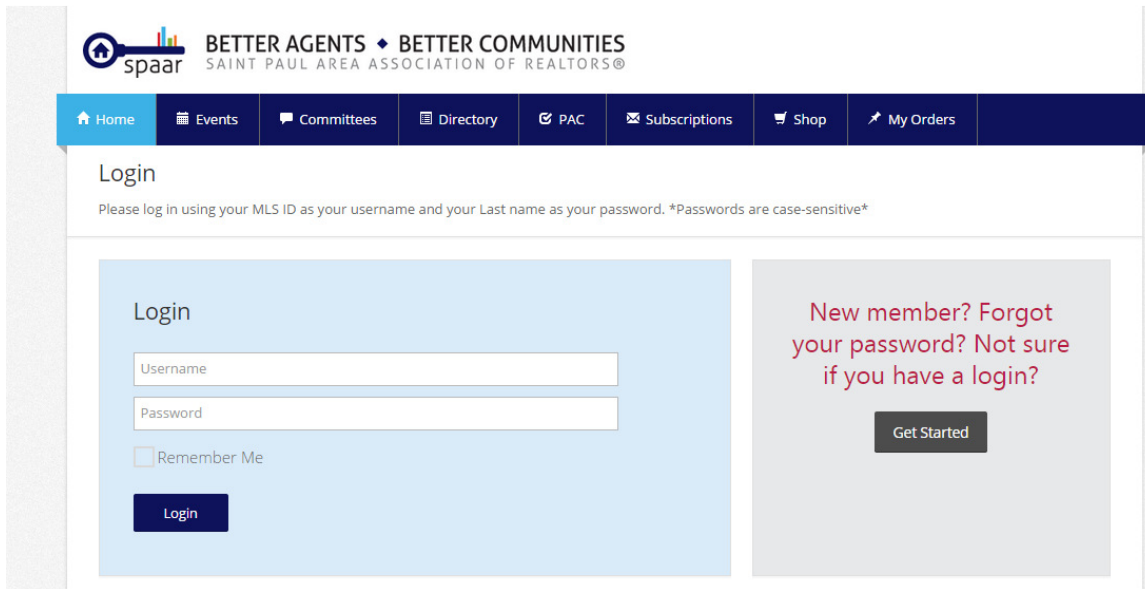 spaar
BETTER AGENTS ◆ BETTER COMMUNITIES
SAINT PAUL AREA ASSOCIATION OF REALTORS®
Home Events Committees Directory PAC Subscriptions Shop My Orders
Login
Please log in using your MLS ID as your username and your Last name as your password. *Passwords are case-sensitive*
Login
Username
Password
Remember Me
Login
New member? Forgot
your password? Not sure
if you have a login?
Get Started